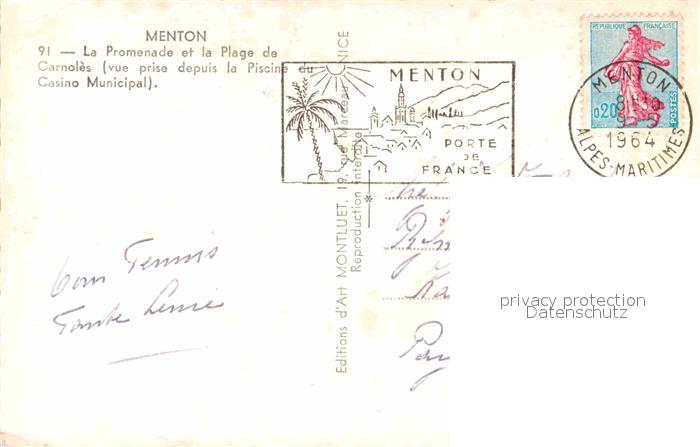 MENTON
91 — La Promenade et la Plage de
Carnolès (vue prise depuis la Piscine du
Casino Municipal).
MENTON
PORTE
DE
FRANCE
REPUBLIQUE FRANÇAISE
0,20
POSTES
MENTON
1964
ALPES-MARITIMES
Editions d'Art MONTLUET, 19, rue Marceau NICE
Reproduction Interdite
Tennis
Tante
privacy protection
Datenschutz